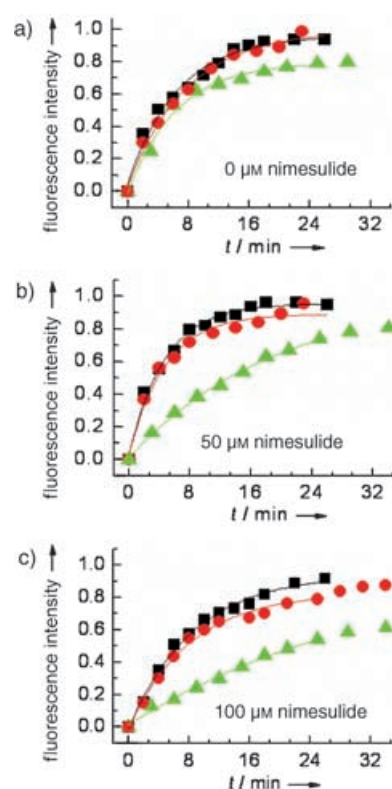 a)
fluorescence intensity →
1.0
0.8
0.6
0.4
0.2
0.0
0 μM nimesulide
0 8 16 24 32
t / min →
b)
fluorescence intensity →
1.0
0.8
0.6
0.4
0.2
0.0
50 μM nimesulide
0 8 16 24 32
t / min →
c)
fluorescence intensity →
1.0
0.8
0.6
0.4
0.2
0.0
100 μM nimesulide
0 8 16 24 32
t / min →